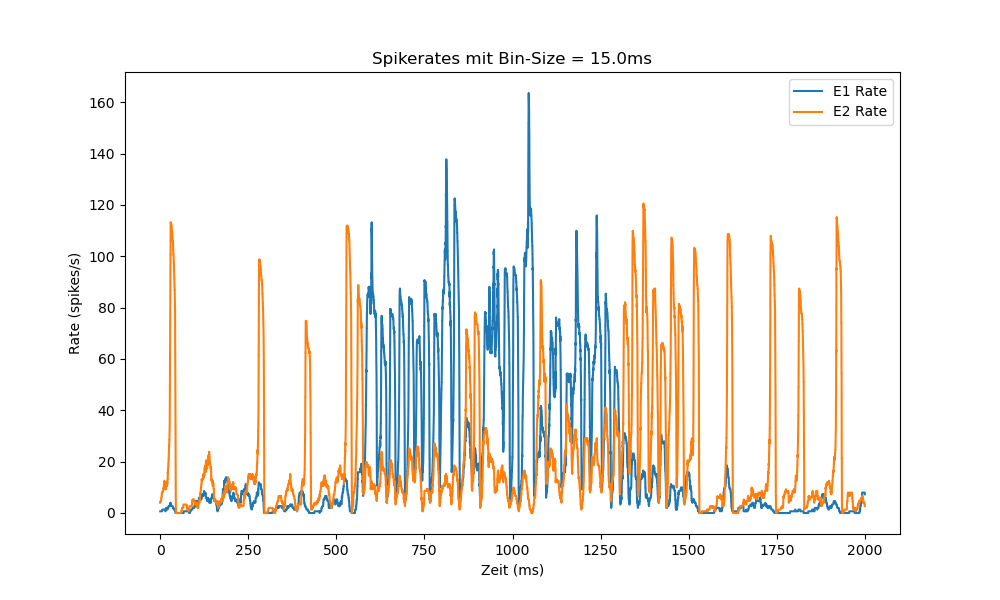 Spikerates mit Bin-Size = 15.0ms
E1 Rate
E2 Rate
160
140
120
100
80
60
40
20
0
Rate (spikes/s)
0 250 500 750 1000 1250 1500 1750 2000
Zeit (ms)